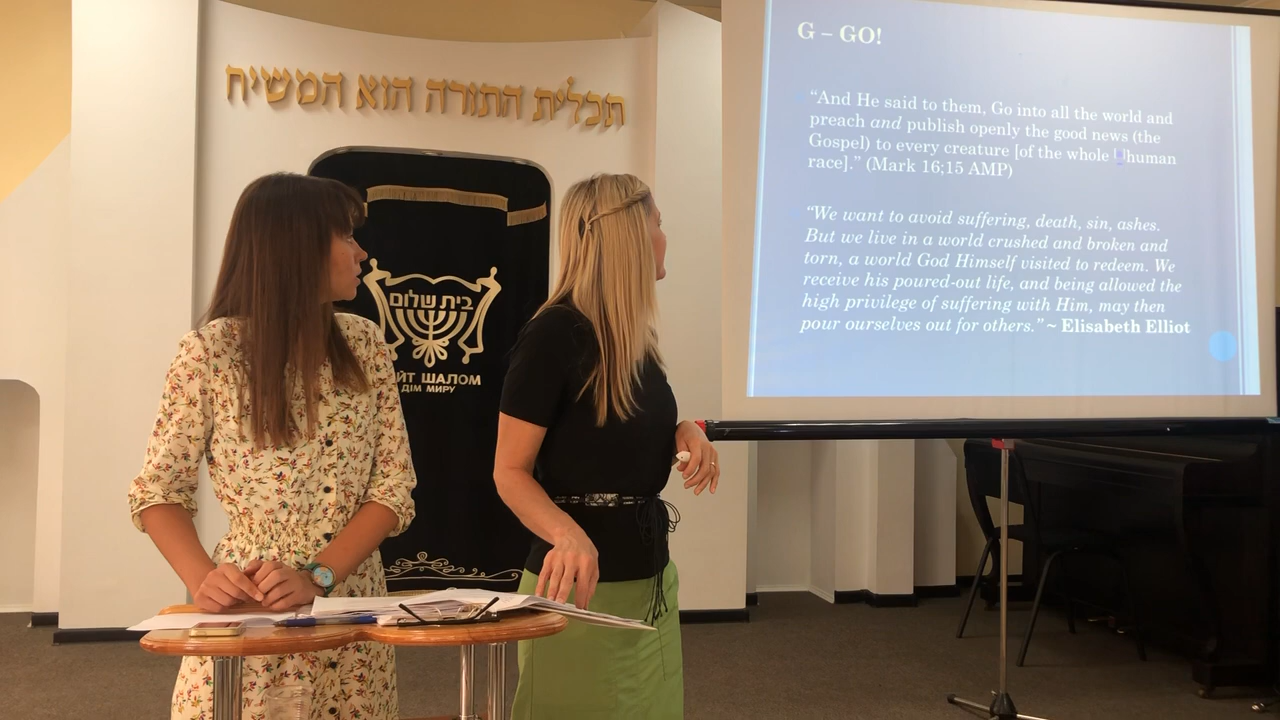 תכלית התורה הוא המשיח
בית שלום
ЙТ ШАЛОМ
ДІМ МИРУ
G – GO!
“And He said to them, Go into all the world and
preach and publish openly the good news (the
Gospel) to every creature [of the whole human
race].” (Mark 16;15 AMP)
“We want to avoid suffering, death, sin, ashes.
But we live in a world crushed and broken and
torn, a world God Himself visited to redeem. We
receive his poured-out life, and being allowed the
high privilege of suffering with Him, may then
pour ourselves out for others.” ~ Elisabeth Elliot